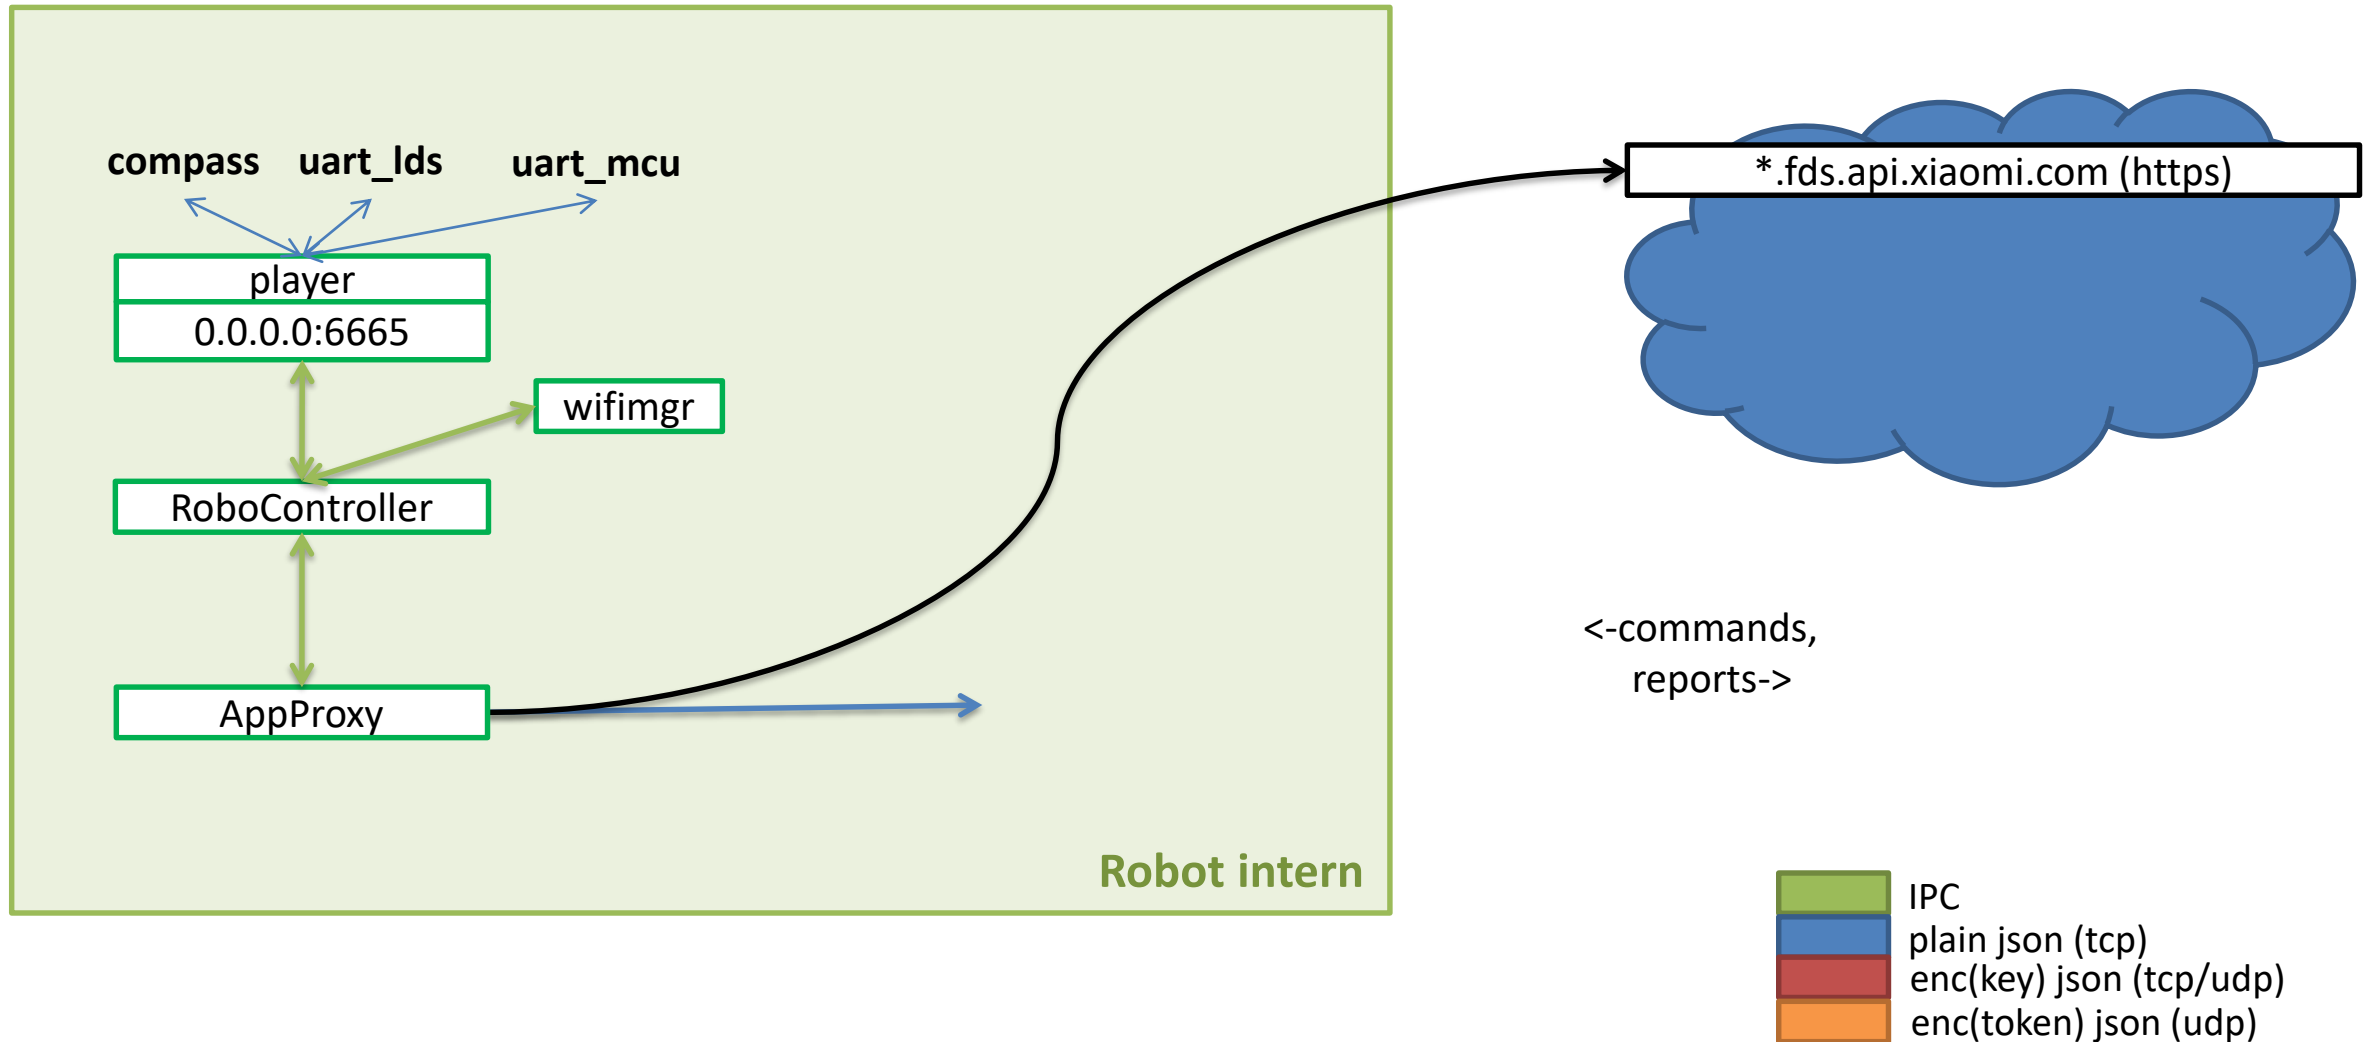 compass
uart_lds
uart_mcu
player
0.0.0.0:6665
wifimgr
RoboController
AppProxy
Robot intern
*.fds.api.xiaomi.com (https)
<-commands,
reports->
IPC
plain json (tcp)
enc(key) json (tcp/udp)
enc(token) json (udp)